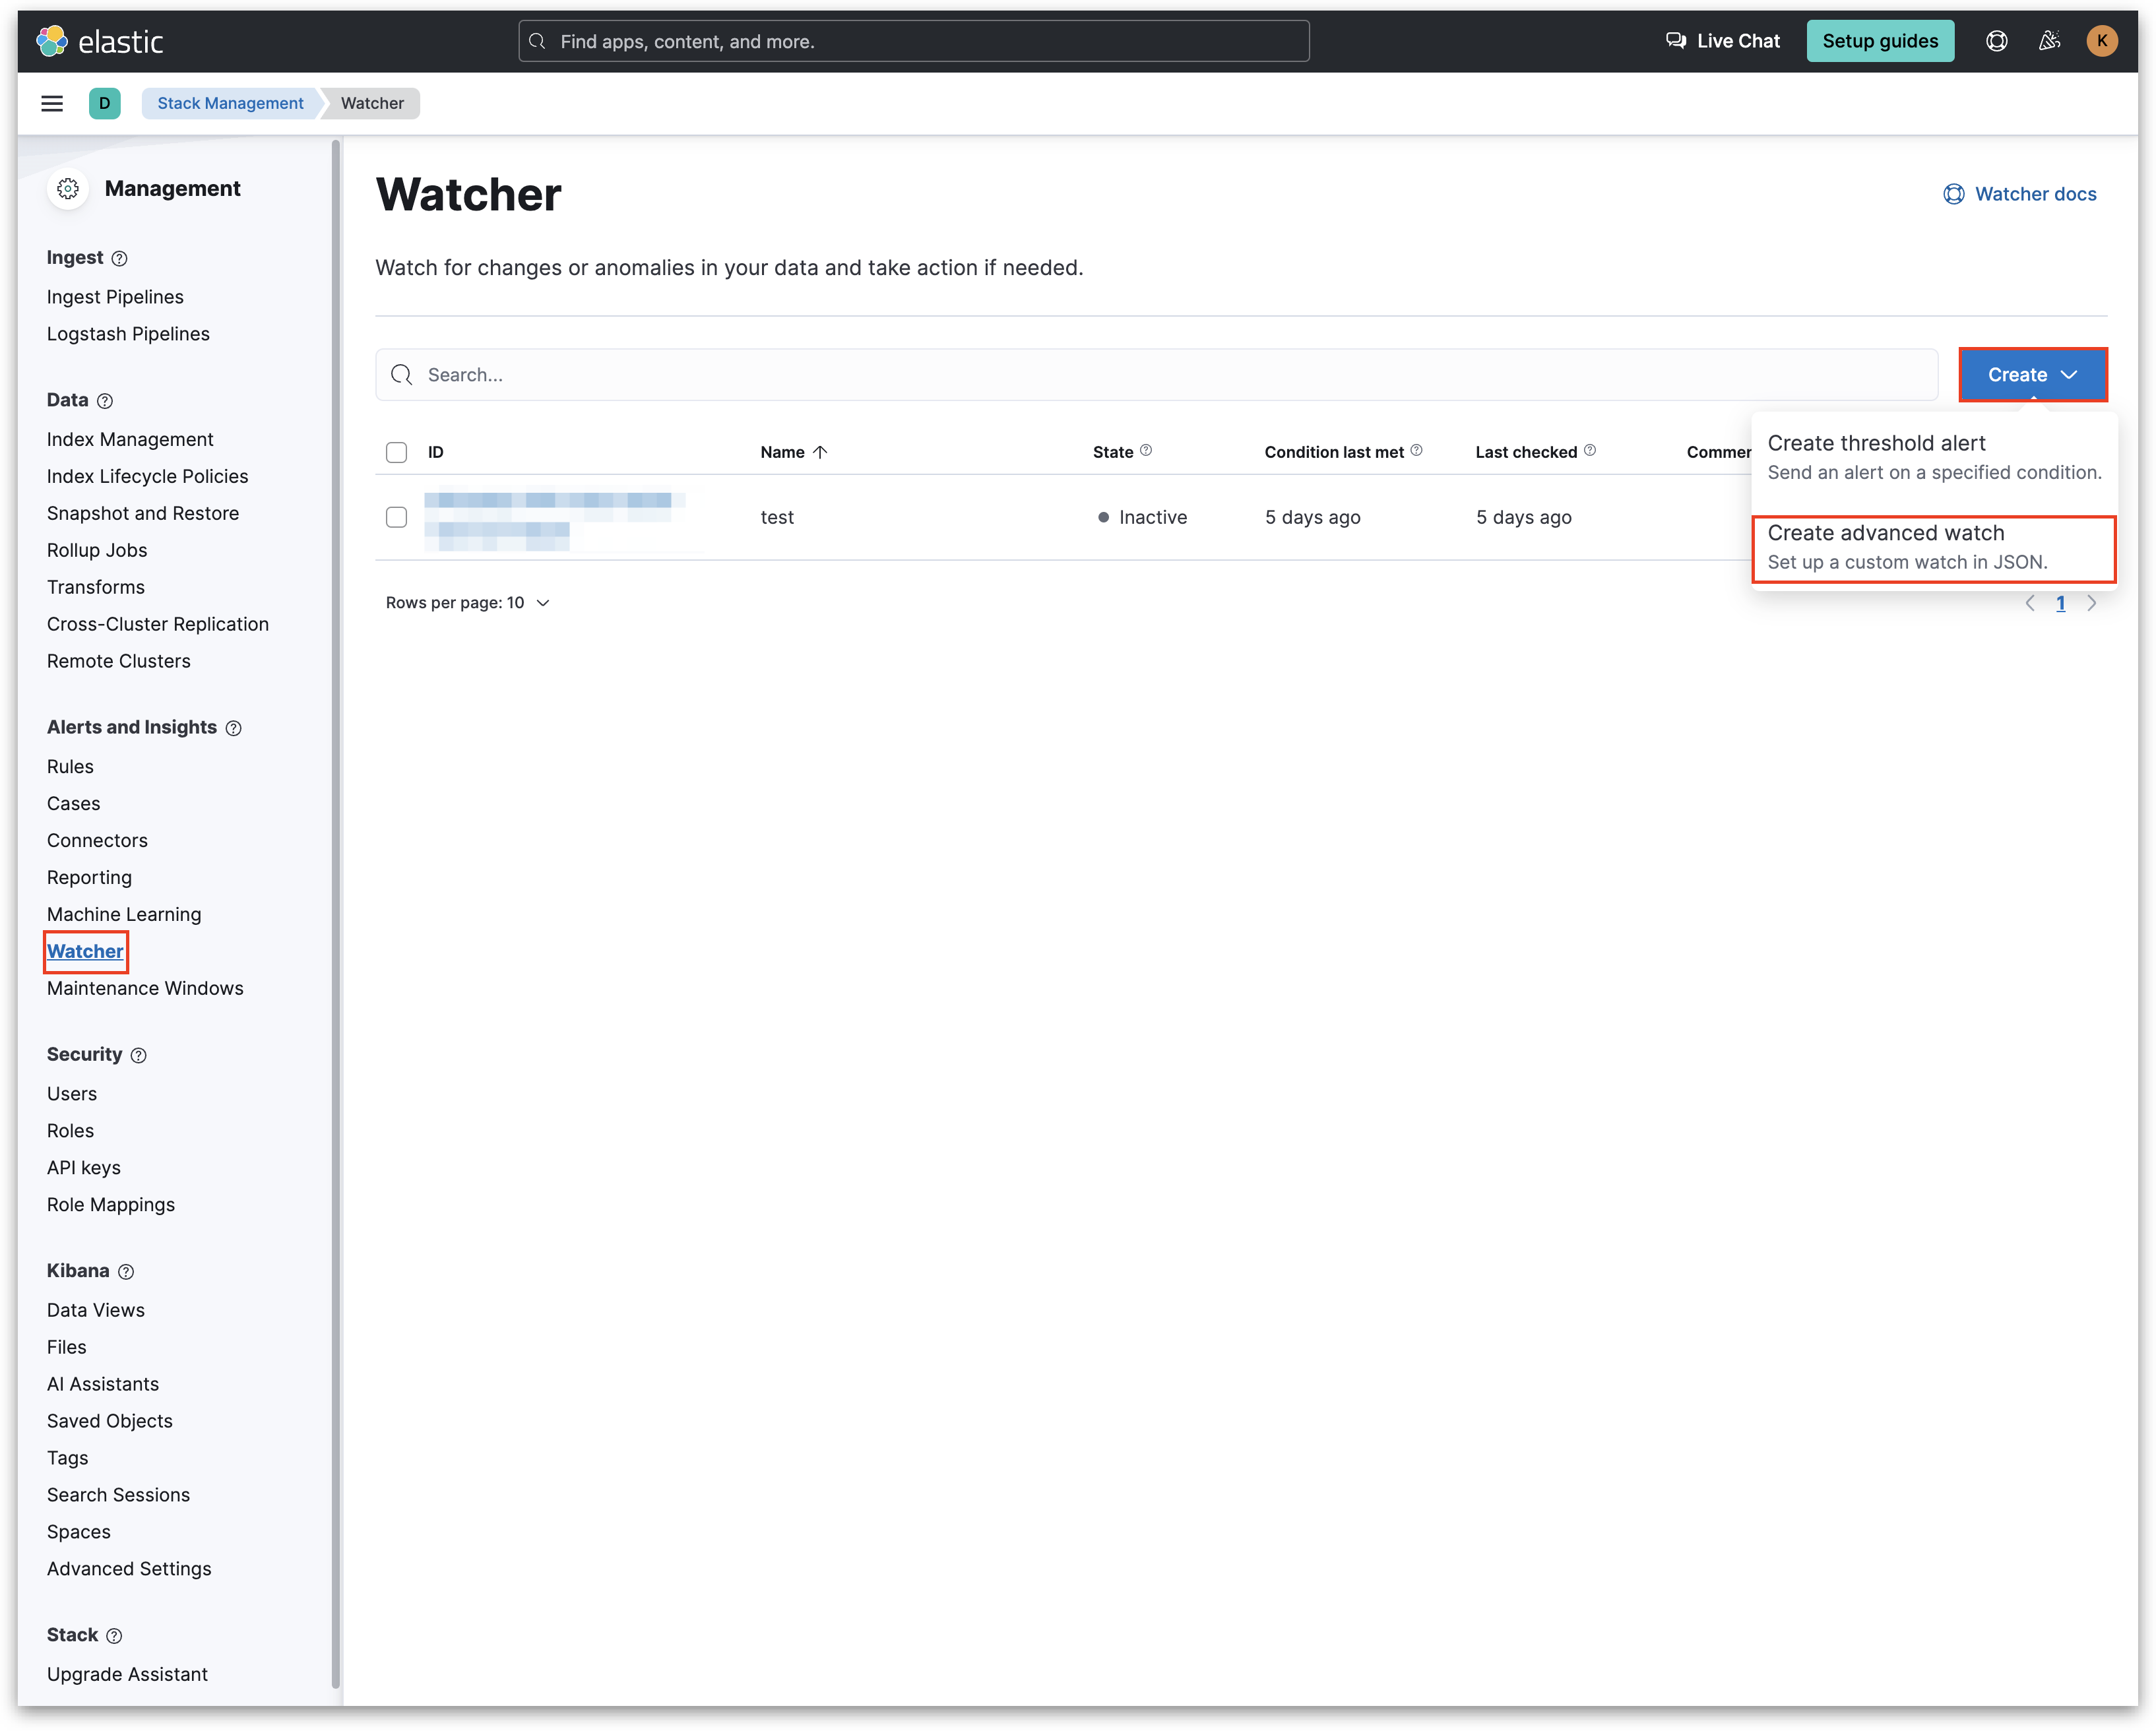 elastic
Find apps, content, and more.
Live Chat
Setup guides
K
D
Stack Management
Watcher
Management
Ingest
Ingest Pipelines
Logstash Pipelines
Data
Index Management
Index Lifecycle Policies
Snapshot and Restore
Rollup Jobs
Transforms
Cross-Cluster Replication
Remote Clusters
Alerts and Insights
Rules
Cases
Connectors
Reporting
Machine Learning
Watcher
Maintenance Windows
Security
Users
Roles
API keys
Role Mappings
Kibana
Data Views
Files
AI Assistants
Saved Objects
Tags
Search Sessions
Spaces
Advanced Settings
Stack
Upgrade Assistant
Watcher
Watcher docs
Watch for changes or anomalies in your data and take action if needed.
Search...
Create
Create threshold alert
Send an alert on a specified condition.
Create advanced watch
Set up a custom watch in JSON.
ID Name State Condition last met Last checked Commer
test Inactive 5 days ago 5 days ago
Rows per page: 10
1